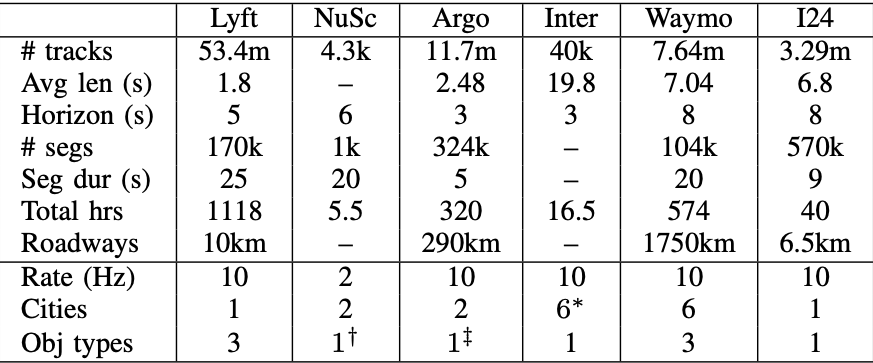 Lyft NuSc Argo Inter Waymo I24
# tracks 53.4m 4.3k 11.7m 40k 7.64m 3.29m
Avg len (s) 1.8 – 2.48 19.8 7.04 6.8
Horizon (s) 5 6 3 3 8 8
# segs 170k 1k 324k – 104k 570k
Seg dur (s) 25 20 5 – 20 9
Total hrs 1118 5.5 320 16.5 574 40
Roadways 10km – 290km – 1750km 6.5km
Rate (Hz) 10 2 10 10 10 10
Cities 1 2 2 6* 6 1
Obj types 3 1† 1‡ 1 3 1